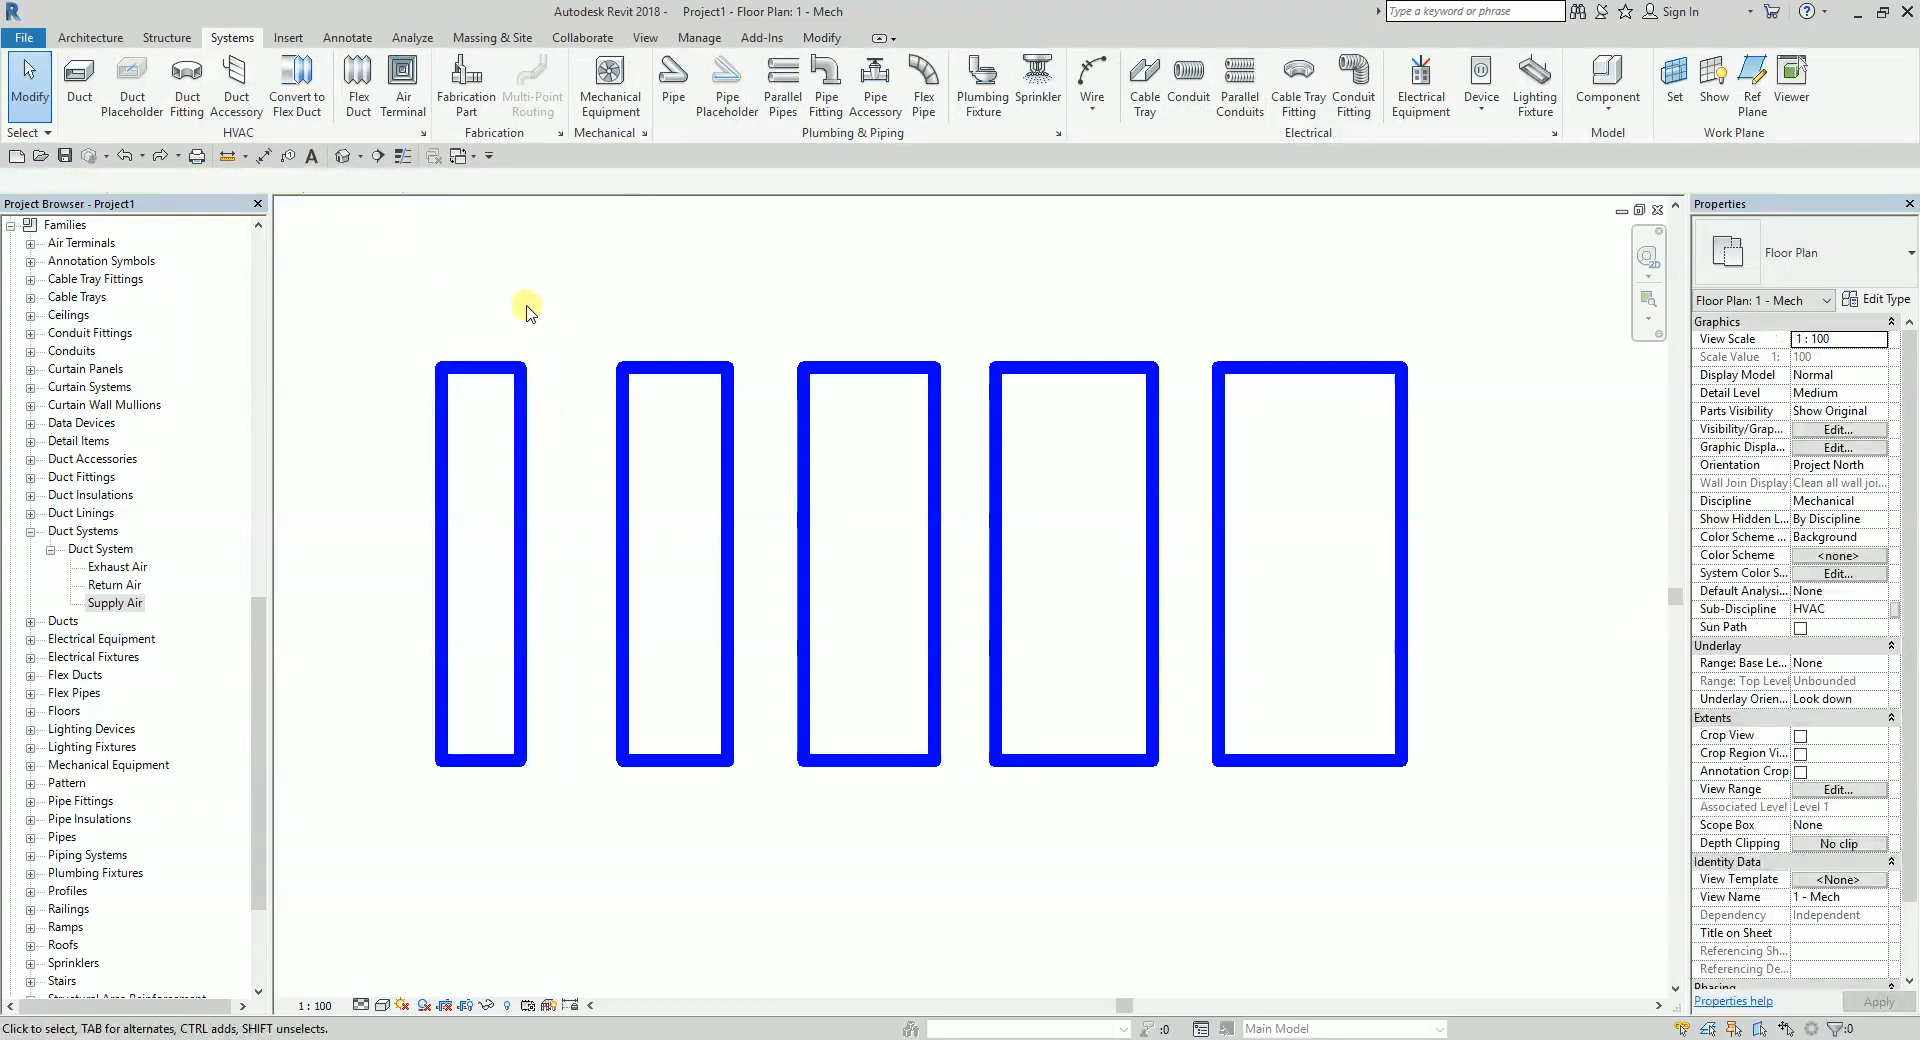 Autodesk Revit 2018 - Project1 - Floor Plan: 1 - Mech
Type a keyword or phrase
Sign In
File Architecture Structure Systems Insert Annotate Analyze Massing & Site Collaborate View Manage Add-Ins Modify
Modify
Duct
Duct Placeholder
Duct Fitting
Duct Accessory
Convert to Flex Duct
Flex Duct
Air Terminal
Fabrication Part
Multi-Point Routing
Mechanical Equipment
Pipe
Pipe Placeholder
Parallel Pipes
Pipe Fitting
Pipe Accessory
Flex Pipe
Plumbing Fixture
Sprinkler
Wire
Cable Tray
Conduit
Parallel Conduits
Cable Tray Fitting
Conduit Fitting
Electrical Equipment
Device
Lighting Fixture
Component
Set
Show
Ref Plane
Viewer
Select HVAC Fabrication Mechanical Plumbing & Piping Electrical Model Work Plane
Project Browser - Project1
Families
Air Terminals
Annotation Symbols
Cable Tray Fittings
Cable Trays
Ceilings
Conduit Fittings
Conduits
Curtain Panels
Curtain Systems
Curtain Wall Mullions
Data Devices
Detail Items
Duct Accessories
Duct Fittings
Duct Insulations
Duct Linings
Duct Systems
Duct System
Exhaust Air
Return Air
Supply Air
Ducts
Electrical Equipment
Electrical Fixtures
Flex Ducts
Flex Pipes
Floors
Lighting Devices
Lighting Fixtures
Mechanical Equipment
Pattern
Pipe Fittings
Pipe Insulations
Pipes
Piping Systems
Plumbing Fixtures
Profiles
Railings
Ramps
Roofs
Sprinklers
Stairs
2D
Properties
Floor Plan
Floor Plan: 1 - Mech Edit Type
Graphics
View Scale 1 : 100
Scale Value 1: 100
Display Model Normal
Detail Level Medium
Parts Visibility Show Original
Visibility/Grap... Edit...
Graphic Displa... Edit...
Orientation Project North
Wall Join Display Clean all wall joi...
Discipline Mechanical
Show Hidden L... By Discipline
Color Scheme ... Background
Color Scheme <none>
System Color S... Edit...
Default Analysi... None
Sub-Discipline HVAC
Sun Path
Underlay
Range: Base Le... None
Range: Top Level Unbounded
Underlay Orien... Look down
Extents
Crop View
Crop Region Vi...
Annotation Crop
View Range Edit...
Associated Level Level 1
Scope Box None
Depth Clipping No clip
Identity Data
View Template <None>
View Name 1 - Mech
Dependency Independent
Title on Sheet
Referencing Sh...
Referencing De...
Phasing
Properties help Apply
1 : 100
Click to select, TAB for alternates, CTRL adds, SHIFT unselects.
:0
Main Model
:0